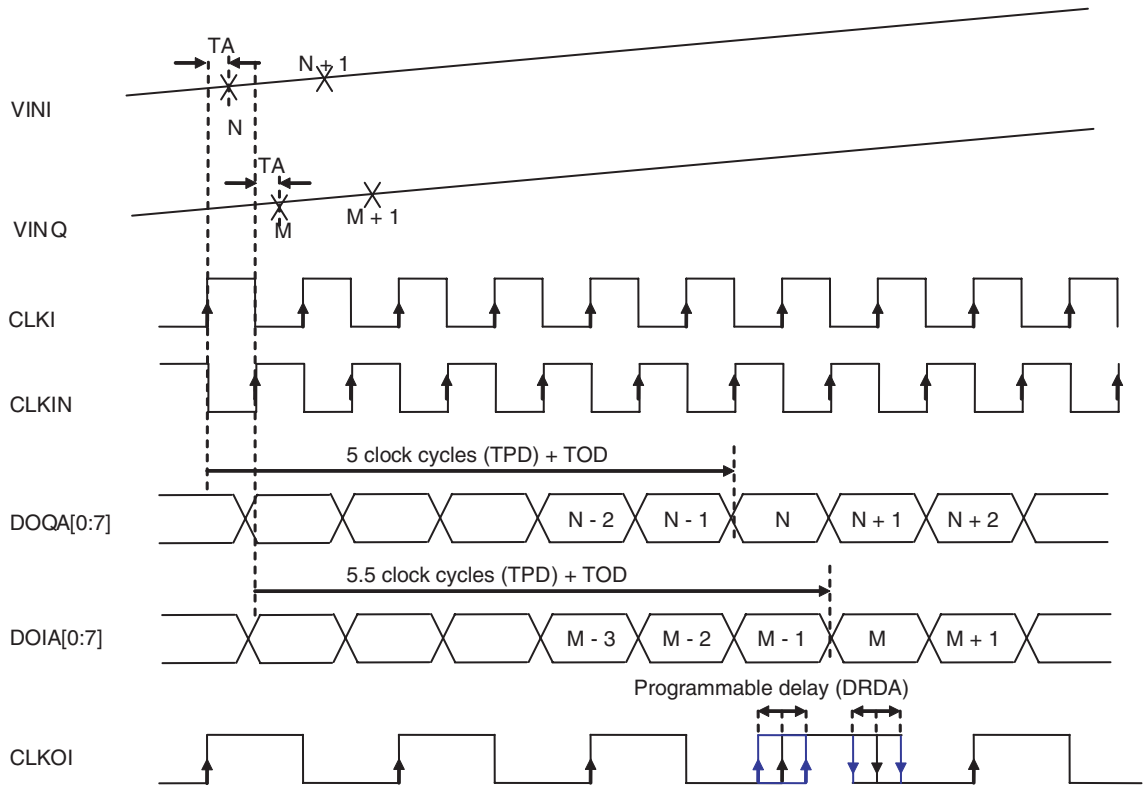 TA
N + 1
VINI
N
TA
VINQ
M
M + 1
CLKI
CLKIN
5 clock cycles (TPD) + TOD
DOQA[0:7]
N - 2
N - 1
N
N + 1
N + 2
5.5 clock cycles (TPD) + TOD
DOIA[0:7]
M - 3
M - 2
M - 1
M
M + 1
Programmable delay (DRDA)
CLKOI